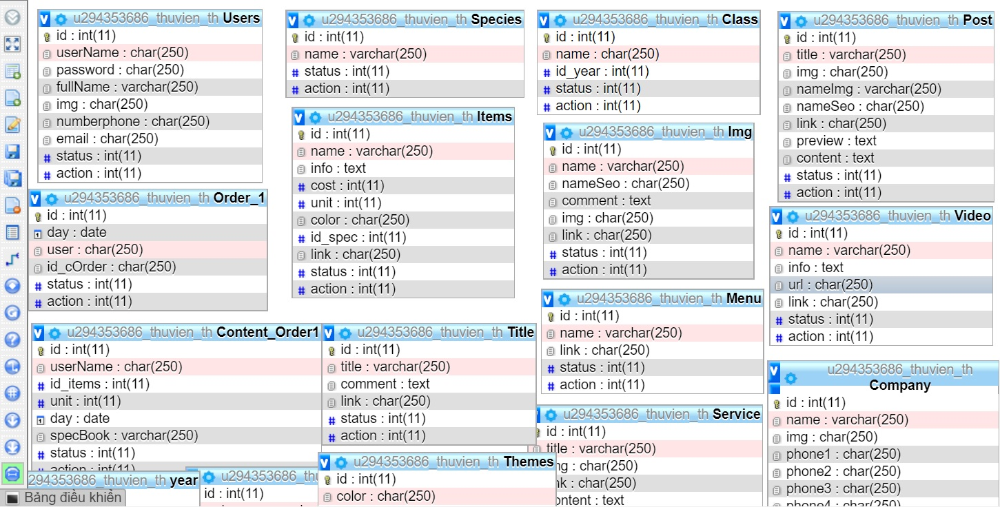 u294353686_thuvien_th Users
id : int(11)
userName : char(250)
password : char(250)
fullName : varchar(250)
img : char(250)
numberphone : char(250)
email : char(250)
status : int(11)
action : int(11)
u294353686_thuvien_th Species
id : int(11)
name : varchar(250)
status : int(11)
action : int(11)
u294353686_thuvien_th Class
id : int(11)
name : char(250)
id_year : int(11)
status : int(11)
action : int(11)
u294353686_thuvien_th Post
id : int(11)
title : varchar(250)
img : char(250)
nameImg : varchar(250)
nameSeo : char(250)
link : char(250)
preview : text
content : text
status : int(11)
action : int(11)
u294353686_thuvien_th Items
id : int(11)
name : varchar(250)
info : text
cost : int(11)
unit : int(11)
color : char(250)
id_spec : int(11)
link : char(250)
status : int(11)
action : int(11)
u294353686_thuvien_th Img
id : int(11)
name : varchar(250)
nameSeo : char(250)
comment : text
img : char(250)
link : char(250)
status : int(11)
action : int(11)
u294353686_thuvien_th Order_1
id : int(11)
day : date
user : char(250)
id_cOrder : char(250)
status : int(11)
action : int(11)
u294353686_thuvien_th Video
id : int(11)
name : varchar(250)
info : text
url : char(250)
link : char(250)
status : int(11)
action : int(11)
u294353686_thuvien_th Menu
id : int(11)
name : varchar(250)
link : char(250)
status : int(11)
action : int(11)
u294353686_thuvien_th Content_Order1
id : int(11)
userName : char(250)
id_items : int(11)
unit : int(11)
day : date
specBook : varchar(250)
status : int(11)
action : int(11)
u294353686_thuvien_th Title
id : int(11)
title : varchar(250)
comment : text
link : char(250)
status : int(11)
action : int(11)
u294353686_thuvien_th
Company
id : int(11)
name : varchar(250)
img : char(250)
phone1 : char(250)
phone2 : char(250)
phone3 : char(250)
phone4 : char(250)
u294353686_thuvien_th Service
id : int(11)
title : varchar(250)
ng : char(250)
nk : char(250)
ontent : text
u294353686_thuvien_th Themes
id : int(11)
color : char(250)
294353686_thuvien_th year
u294353686_thu
id : int(11)
Bảng điều khiển